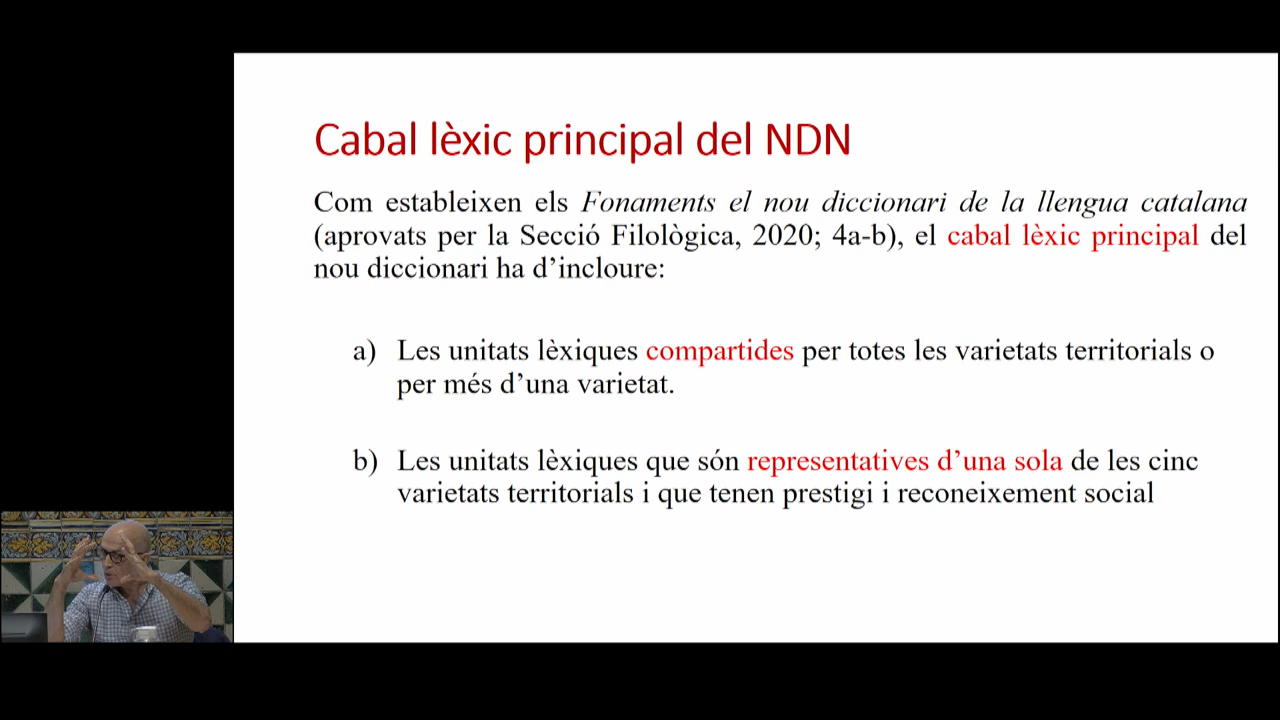 Cabal lèxic principal del NDN
Com estableixen els Fonaments el nou diccionari de la llengua catalana
(aprovats per la Secció Filològica, 2020; 4a-b), el cabal lèxic principal del
nou diccionari ha d’incloure:
a) Les unitats lèxiques compartides per totes les varietats territorials o
per més d’una varietat.
b) Les unitats lèxiques que són representatives d’una sola de les cinc
varietats territorials i que tenen prestigi i reconeixement social